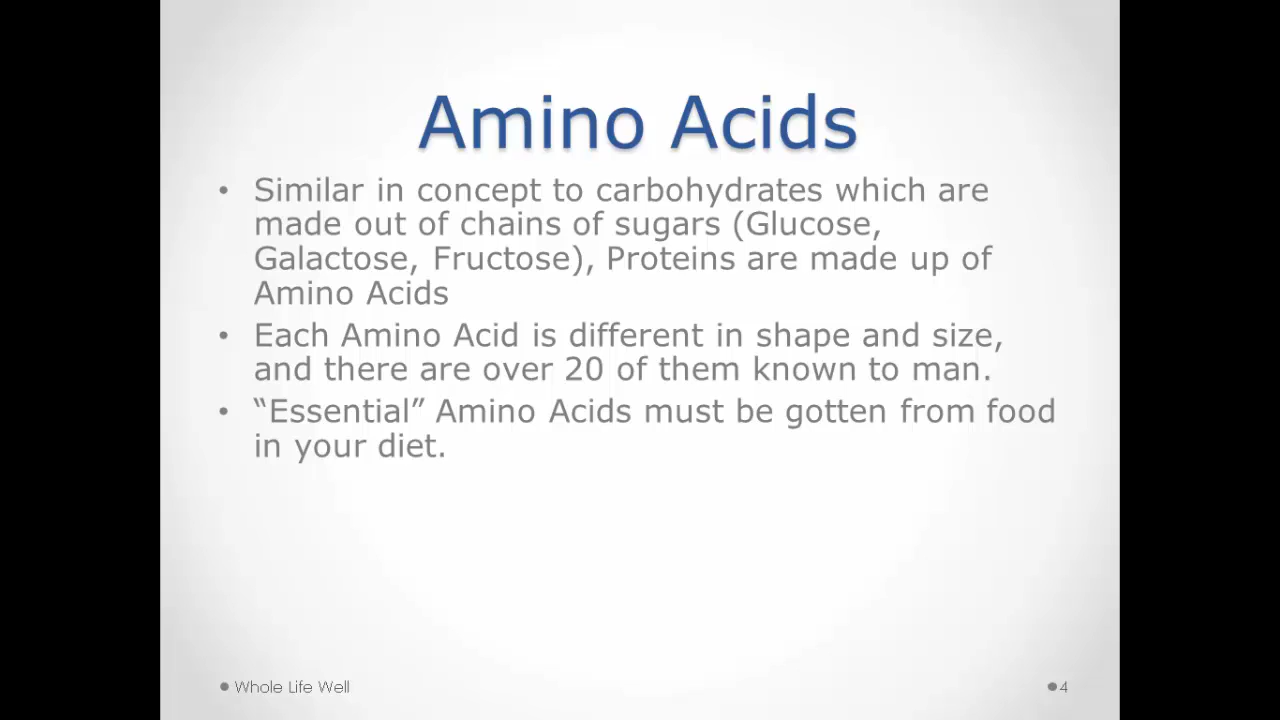 Amino Acids
• Similar in concept to carbohydrates which are
made out of chains of sugars (Glucose,
Galactose, Fructose), Proteins are made up of
Amino Acids
• Each Amino Acid is different in shape and size,
and there are over 20 of them known to man.
• “Essential” Amino Acids must be gotten from food
in your diet.
● Whole Life Well
● 4